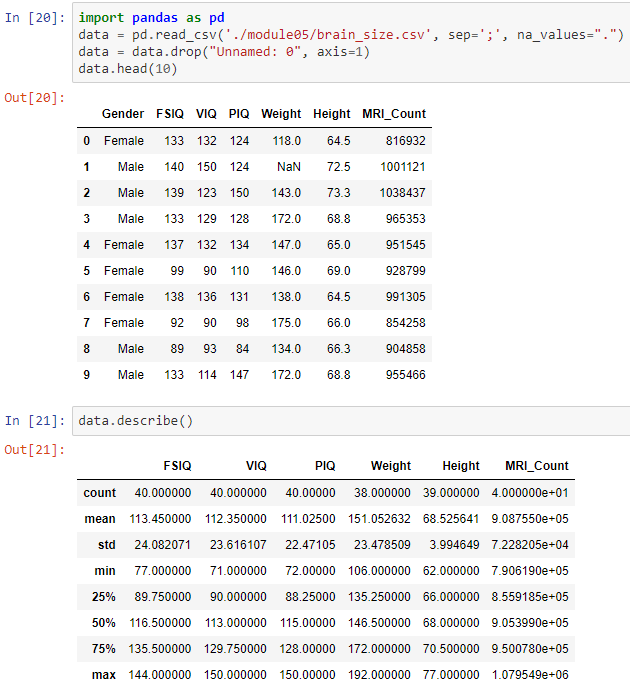 In [20]: import pandas as pd
data = pd.read_csv('./module05/brain_size.csv', sep=';', na_values=".")
data = data.drop("Unnamed: 0", axis=1)
data.head(10)
Out[20]:
Gender FSIQ VIQ PIQ Weight Height MRI_Count
0 Female 133 132 124 118.0 64.5 816932
1 Male 140 150 124 NaN 72.5 1001121
2 Male 139 123 150 143.0 73.3 1038437
3 Male 133 129 128 172.0 68.8 965353
4 Female 137 132 134 147.0 65.0 951545
5 Female 99 90 110 146.0 69.0 928799
6 Female 138 136 131 138.0 64.5 991305
7 Female 92 90 98 175.0 66.0 854258
8 Male 89 93 84 134.0 66.3 904858
9 Male 133 114 147 172.0 68.8 955466
In [21]: data.describe()
Out[21]:
FSIQ VIQ PIQ Weight Height MRI_Count
count 40.000000 40.000000 40.00000 38.000000 39.000000 4.000000e+01
mean 113.450000 112.350000 111.02500 151.052632 68.525641 9.087550e+05
std 24.082071 23.616107 22.47105 23.478509 3.994649 7.228205e+04
min 77.000000 71.000000 72.00000 106.000000 62.000000 7.906190e+05
25% 89.750000 90.000000 88.25000 135.250000 66.000000 8.559185e+05
50% 116.500000 113.000000 115.00000 146.500000 68.000000 9.053990e+05
75% 135.500000 129.750000 128.00000 172.000000 70.500000 9.500780e+05
max 144.000000 150.000000 150.00000 192.000000 77.000000 1.079549e+06